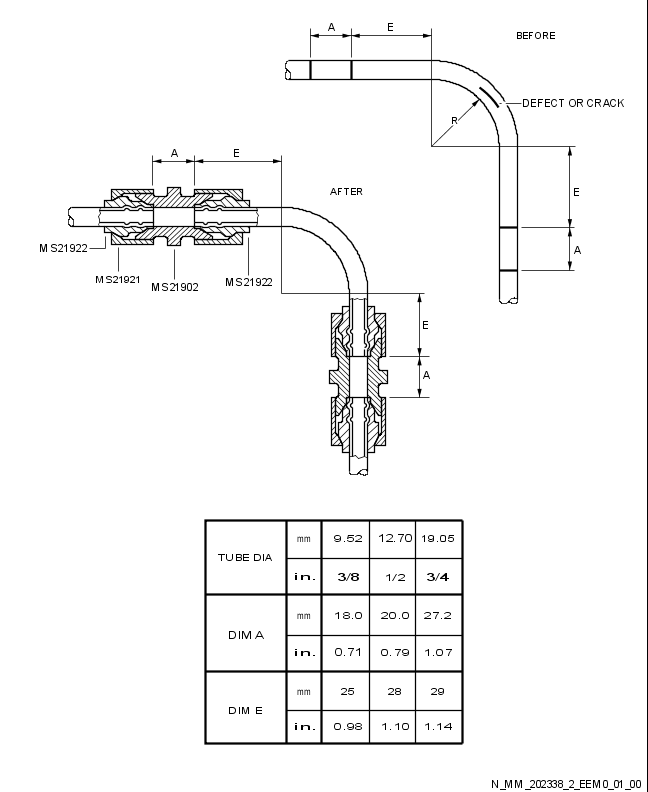 A E
BEFORE
DEFECT OR CRACK
R
E
A
A E
AFTER
MS21922
MS21921
MS21902
MS21922
E
A
TUBE DIA mm 9.52 12.70 19.05
in. 3/8 1/2 3/4
DIM A mm 18.0 20.0 27.2
in. 0.71 0.79 1.07
DIM E mm 25 28 29
in. 0.98 1.10 1.14
N_MM_202338_2_EEM0_01_00